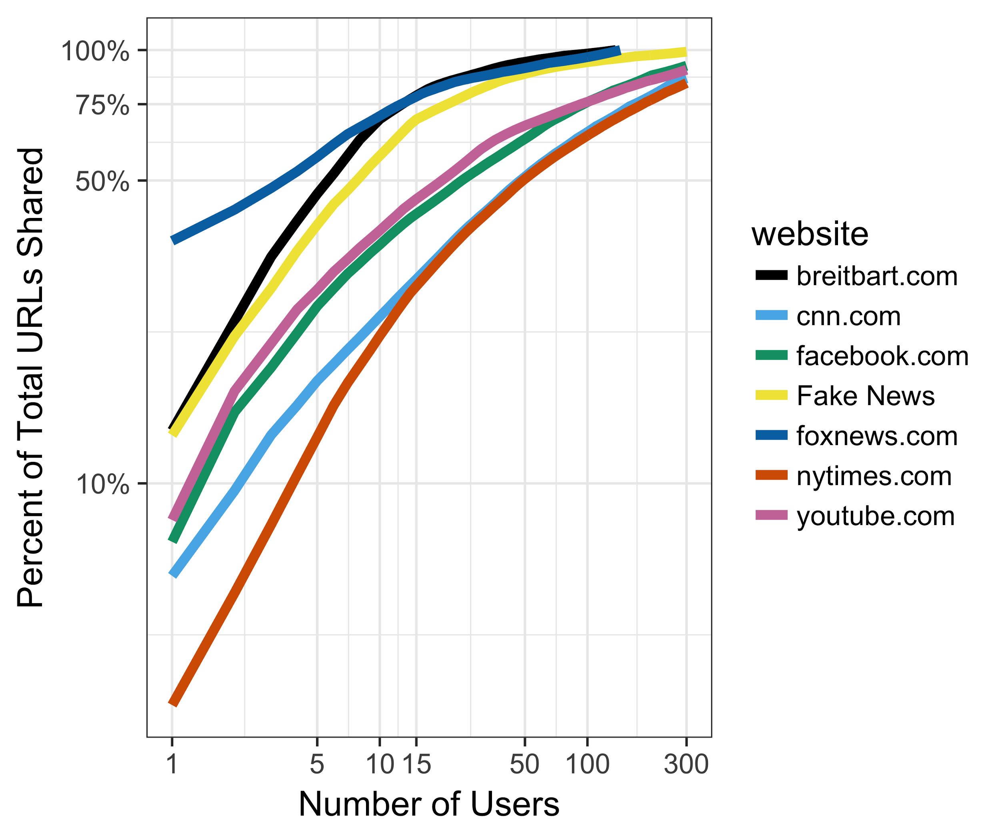 Percent of Total URLs Shared
100%
75%
50%
10%
1 5 10 15 50 100 300
Number of Users
website
breitbart.com
cnn.com
facebook.com
Fake News
foxnews.com
nytimes.com
youtube.com